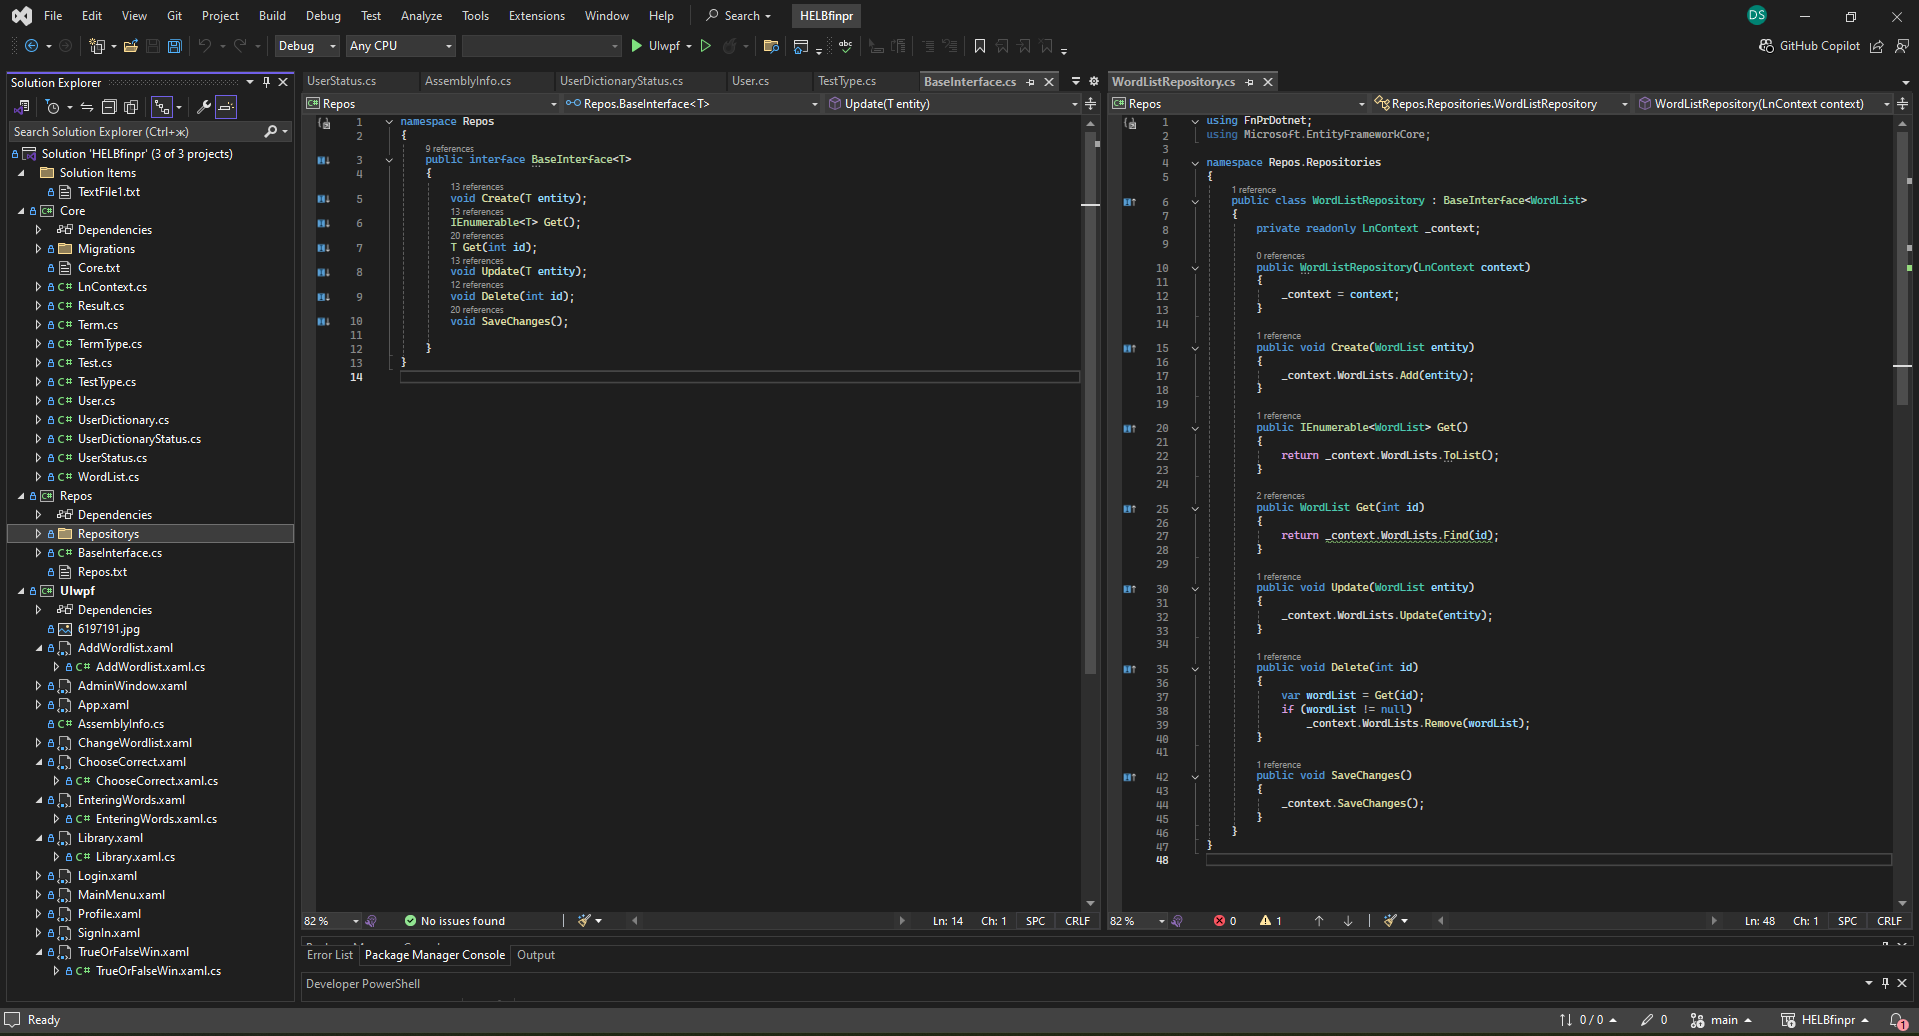 File Edit View Git Project Build Debug Test Analyze Tools Extensions Window Help Search HELBfinpr DS
Debug Any CPU UIwpf GitHub Copilot
Solution Explorer
Search Solution Explorer (Ctrl+ж)
Solution 'HELBfinpr' (3 of 3 projects)
Solution Items
TextFile1.txt
Core
Dependencies
Migrations
Core.txt
LnContext.cs
Result.cs
Term.cs
TermType.cs
Test.cs
TestType.cs
User.cs
UserDictionary.cs
UserDictionaryStatus.cs
UserStatus.cs
WordList.cs
Repos
Dependencies
Repositorys
BaseInterface.cs
Repos.txt
UIwpf
Dependencies
6197191.jpg
AddWordlist.xaml
AddWordlist.xaml.cs
AdminWindow.xaml
App.xaml
AssemblyInfo.cs
ChangeWordlist.xaml
ChooseCorrect.xaml
ChooseCorrect.xaml.cs
EnteringWords.xaml
EnteringWords.xaml.cs
Library.xaml
Library.xaml.cs
Login.xaml
MainMenu.xaml
Profile.xaml
SignIn.xaml
TrueOrFalseWin.xaml
TrueOrFalseWin.xaml.cs
UserStatus.cs AssemblyInfo.cs UserDictionaryStatus.cs User.cs TestType.cs BaseInterface.cs
Repos Repos.BaseInterface<T> Update(T entity)
1 namespace Repos
2 {
9 references
3 public interface BaseInterface<T>
4 {
13 references
5 void Create(T entity);
13 references
6 IEnumerable<T> Get();
20 references
7 T Get(int id);
13 references
8 void Update(T entity);
12 references
9 void Delete(int id);
20 references
10 void SaveChanges();
11
12 }
13 }
14
82 % No issues found Ln: 14 Ch: 1 SPC CRLF
WordListRepository.cs
Repos Repos.Repositories.WordListRepository WordListRepository(LnContext context)
1 using FnPrDotnet;
2 using Microsoft.EntityFrameworkCore;
3
4 namespace Repos.Repositories
5 {
1 reference
6 public class WordListRepository : BaseInterface<WordList>
7 {
8 private readonly LnContext _context;
9
0 references
10 public WordListRepository(LnContext context)
11 {
12 _context = context;
13 }
14
1 reference
15 public void Create(WordList entity)
16 {
17 _context.WordLists.Add(entity);
18 }
19
1 reference
20 public IEnumerable<WordList> Get()
21 {
22 return _context.WordLists.ToList();
23 }
24
2 references
25 public WordList Get(int id)
26 {
27 return _context.WordLists.Find(id);
28 }
29
1 reference
30 public void Update(WordList entity)
31 {
32 _context.WordLists.Update(entity);
33 }
34
1 reference
35 public void Delete(int id)
36 {
37 var wordList = Get(id);
38 if (wordList != null)
39 _context.WordLists.Remove(wordList);
40 }
41
1 reference
42 public void SaveChanges()
43 {
44 _context.SaveChanges();
45 }
46 }
47 }
48
82 % 0 1 Ln: 48 Ch: 1 SPC CRLF
Error List Package Manager Console Output
Developer PowerShell
Ready 0 / 0 0 main HELBfinpr 1